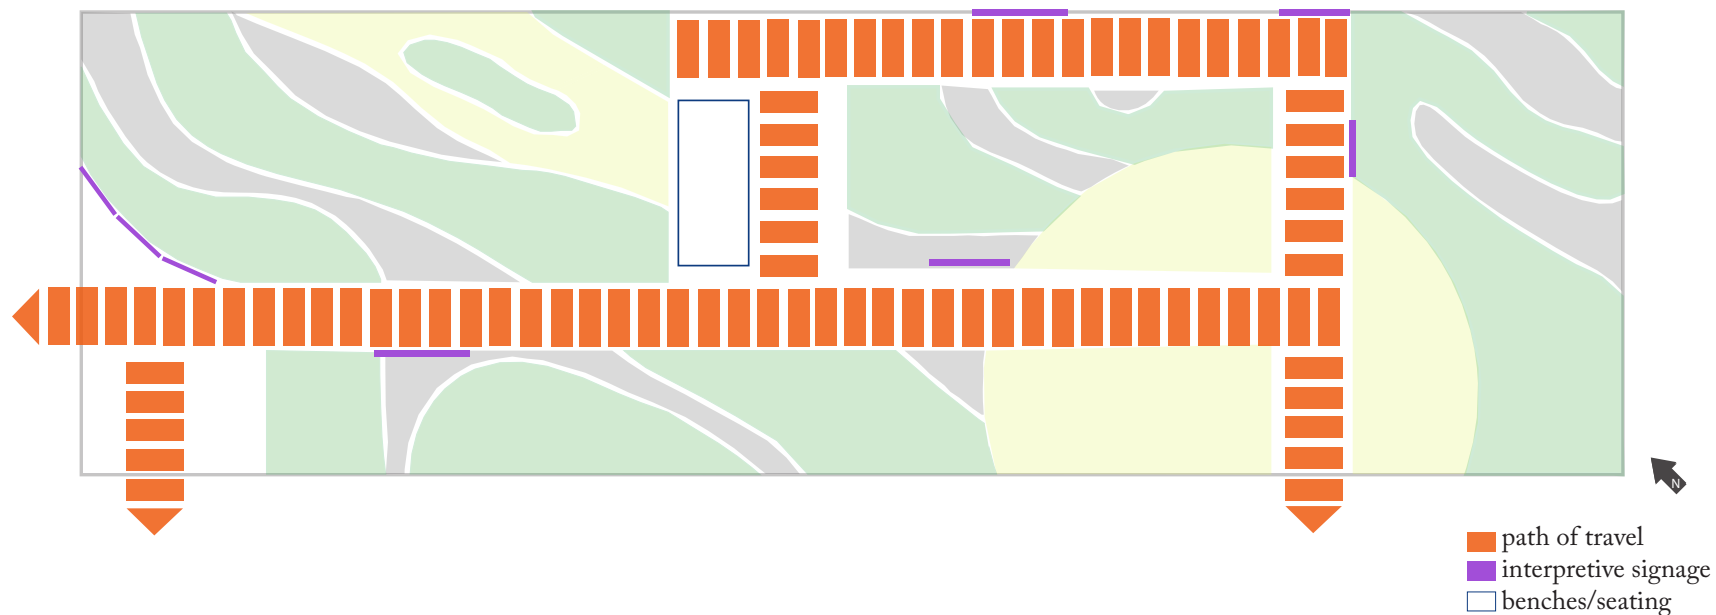 N
path of travel
interpretive signage
benches/seating